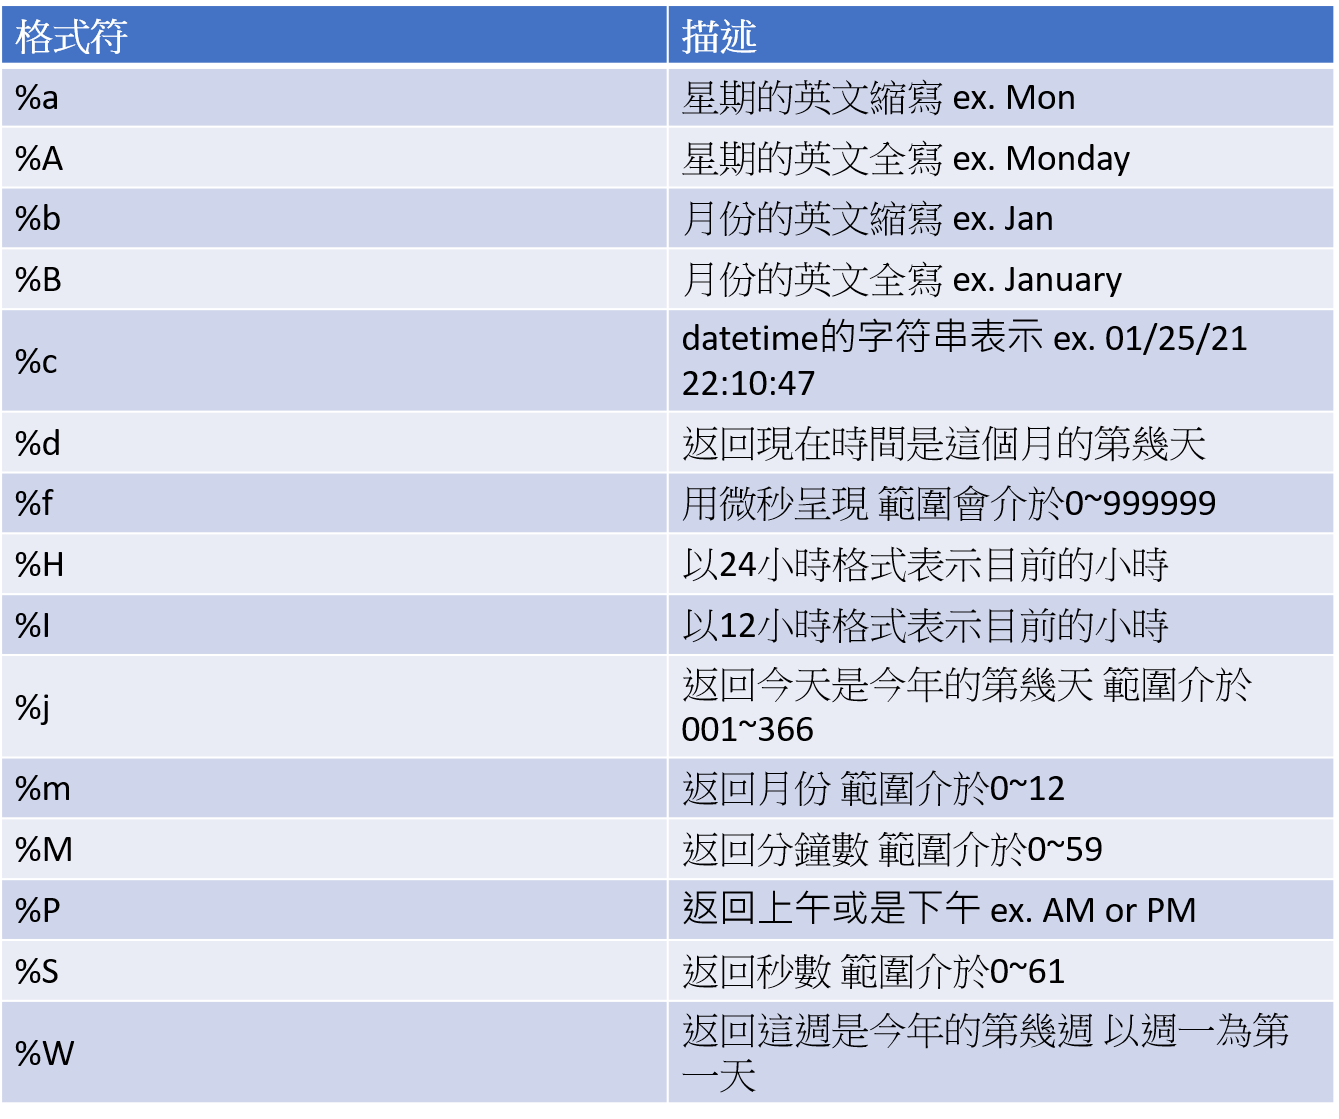 格式符 描述
%a 星期的英文縮寫 ex. Mon
%A 星期的英文全寫 ex. Monday
%b 月份的英文縮寫 ex. Jan
%B 月份的英文全寫 ex. January
%c datetime的字符串表示 ex. 01/25/21
22:10:47
%d 返回現在時間是這個月的第幾天
%f 用微秒呈現 範圍會介於0~999999
%H 以24小時格式表示目前的小時
%I 以12小時格式表示目前的小時
%j 返回今天是今年的第幾天 範圍介於
001~366
%m 返回月份 範圍介於0~12
%M 返回分鐘數 範圍介於0~59
%P 返回上午或是下午 ex. AM or PM
%S 返回秒數 範圍介於0~61
%W 返回這週是今年的第幾週 以週一為第
一天